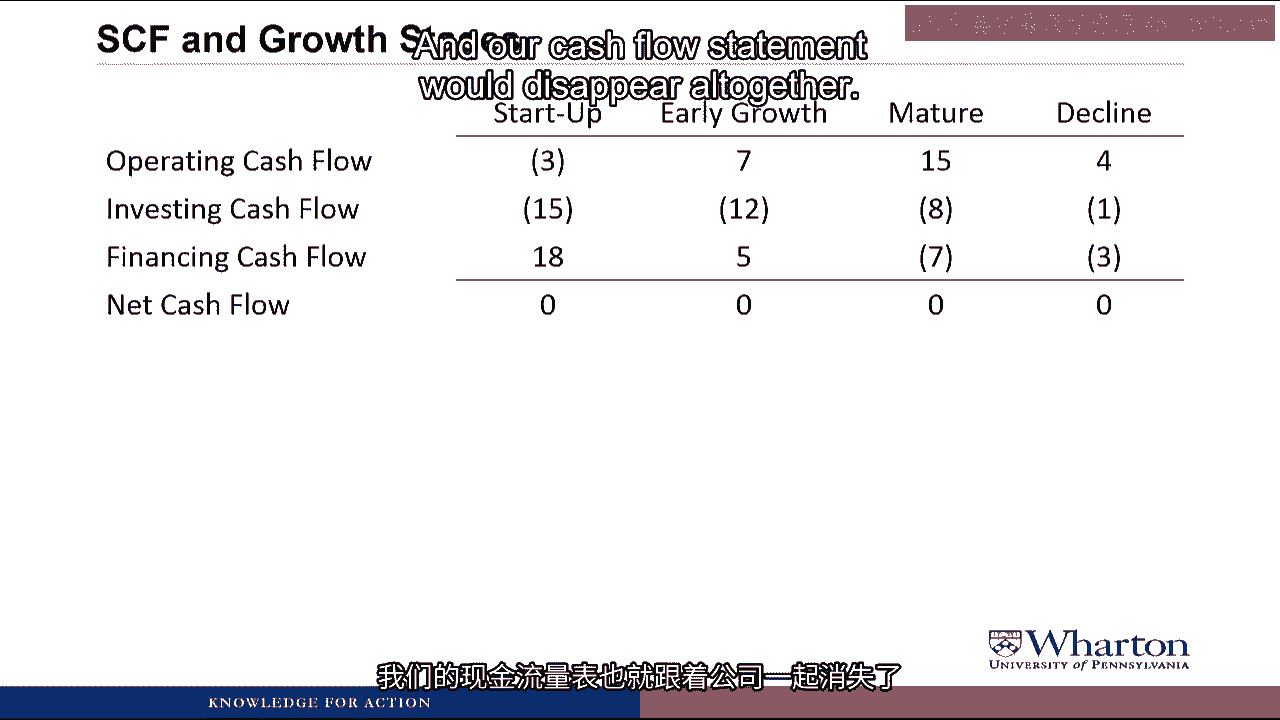 SCF and Growth Stages
And our cash flow statement
would disappear altogether.
Start-Up Early Growth Mature Decline
Operating Cash Flow (3) 7 15 4
Investing Cash Flow (15) (12) (8) (1)
Financing Cash Flow 18 5 (7) (3)
Net Cash Flow 0 0 0 0
Wharton
UNIVERSITY of PENNSYLVANIA
我们的现金流量表也就跟着公司一起消失了
KNOWLEDGE FOR ACTION